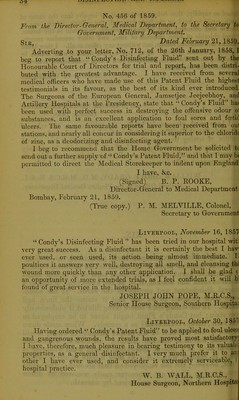 No. 456 of 1859.
From the Director-General, Medical Department, to the Secretary to
Government, Military Department.
Sir, Dated February 21, 1859.
Adverting to your letter, No. 712, of the 26th January, 1858, I
beg to report that "Condy's Disinfecting Fluid" sent out by the
Honourable Court of Directors for trial and report, has been distri-
buted with the greatest advantage. I have received from several
medical officers who have made use of this Patent Fluid the highest
testimonials in its favour, as the best of its kind ever introduced.
The Surgeons of the European General, Jamsetjee Jeejeebhoy, and
Artillery Hospitals at the Presidency, state that "Condy's Fluid" has
been used with perfect success in destroying the offensive odour of
substances, and is an excellent application to foul sores and fetid
ulcers. The same favourable reports have been received from out-
stations, and nearly all concur in considering it superior to the chloride
of zinc, as a deodorizing and disinfecting agent.
I beg to recommend that the Home Government be solicited to
send out a further supply of "Condy's Patent Fluid," and that I may be
permitted to direct the Medical Storekeeper to indent upon England
I have, &c.
(Signed) B. P. ROOKE,
Director-General to Medical Department
Bombay, February 21, 1859.
(True copy.) P. M. MELVILLE, Colonel,
Secretary to Government
Liverpool, November 16, 1857
"Condy's Disinfecting Fluid" has been tried in our hospital with
very great success. As a disinfectant it is certainly the best I have
ever used, or seen used, its action being almost immediate. In
poultices it answers very well, destroying all smell, and cleansing the
wound more quickly than any other application. I shall be glad of
an opportunity of more extended trials, as I feel confident it will be
found of great service in the hospital.
JOSEPH JOHN POPE, M.R.C.S.,
Senior House Surgeon, Southern Hospital
Liverpool, October 30, 1857
Having ordered "Condy's Patent Fluid" to be applied to foul ulcers
and gangrenous wounds, the results have proved most satisfactory
I have, therefore, much pleasure in bearing testimony to its valuable
properties, as a general disinfectant. I very much prefer it to any
other I have ever used, and consider it extremely serviceable in
hospital practice.
W. B. WALL, M.R.C.S.,
House Surgeon, Northern Hospital